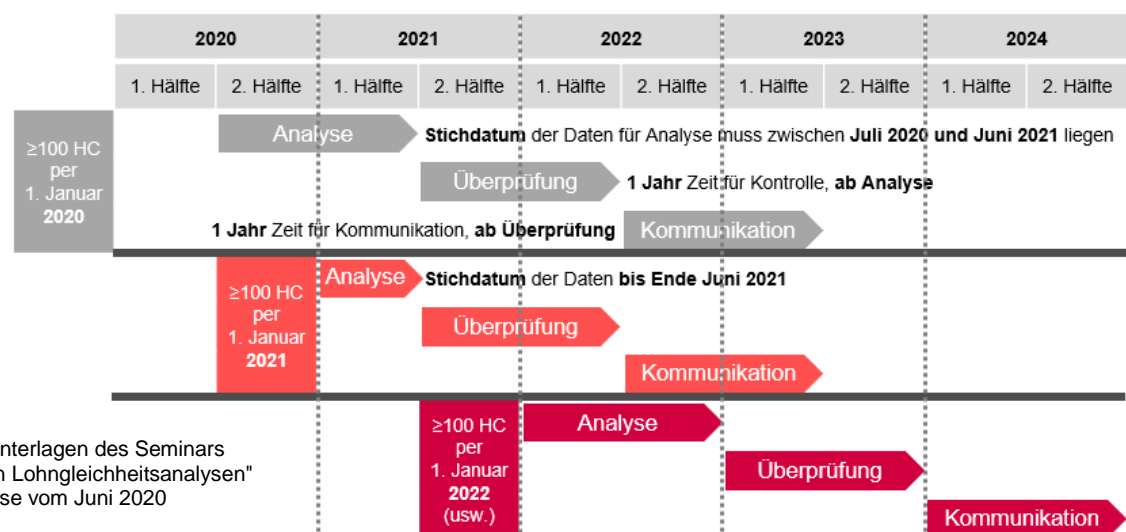 2020 2021 2022 2023 2024
1. Hälfte 2. Hälfte 1. Hälfte 2. Hälfte 1. Hälfte 2. Hälfte 1. Hälfte 2. Hälfte 1. Hälfte 2. Hälfte
≥100 HC
per
1. Januar
2020
Analyse
Stichdatum der Daten für Analyse muss zwischen Juli 2020 und Juni 2021 liegen
Überprüfung
1 Jahr Zeit für Kontrolle, ab Analyse
1 Jahr Zeit für Kommunikation, ab Überprüfung
Kommunikation
≥100 HC
per
1. Januar
2021
Analyse
Stichdatum der Daten bis Ende Juni 2021
Überprüfung
Kommunikation
≥100 HC
per
1. Januar
2022
(usw.)
Analyse
Überprüfung
Kommunikation
nterlagen des Seminars
n Lohngleichheitsanalysen"
se vom Juni 2020